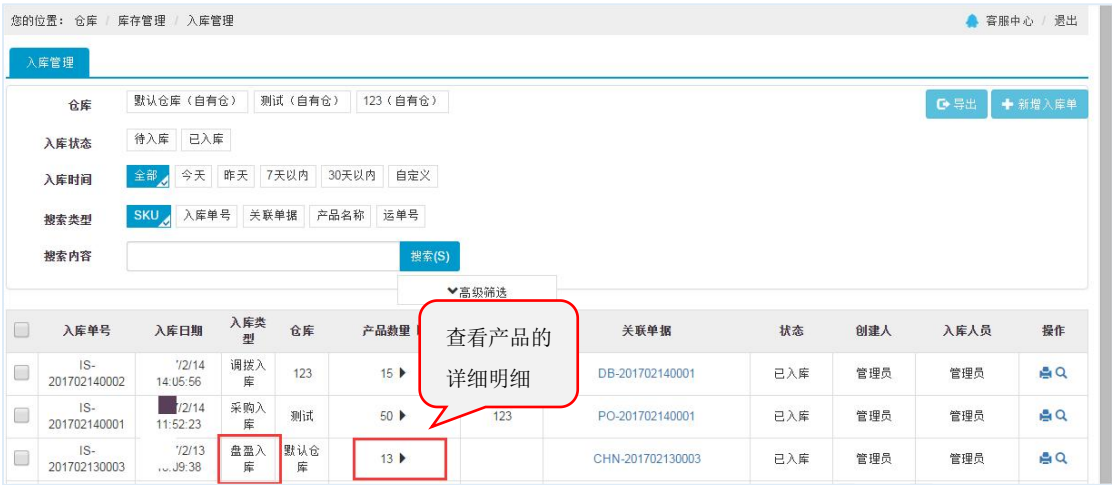 您的位置： 仓库 / 库存管理 / 入库管理
客服中心 / 退出
入库管理
仓库 默认仓库（自有仓） 测试（自有仓） 123（自有仓）
导出 新增入库单
入库状态 待入库 已入库
入库时间 全部 今天 昨天 7天以内 30天以内 自定义
搜索类型 SKU 入库单号 关联单据 产品名称 运单号
搜索内容 搜索(S)
高级筛选
查看产品的
详细明细
入库单号 入库日期 入库类型 仓库 产品数量 关联单据 状态 创建人 入库人员 操作
IS-
201702140002
/2/14
14:05:56
调拨入
库
123 15 DB-201702140001 已入库 管理员 管理员
IS-
201702140001
/2/14
11:52:23
采购入
库
测试 50 123 PO-201702140001 已入库 管理员 管理员
IS-
201702130003
/2/13
:39:38
盘盈入
库
默认仓
库
13 CHN-201702130003 已入库 管理员 管理员